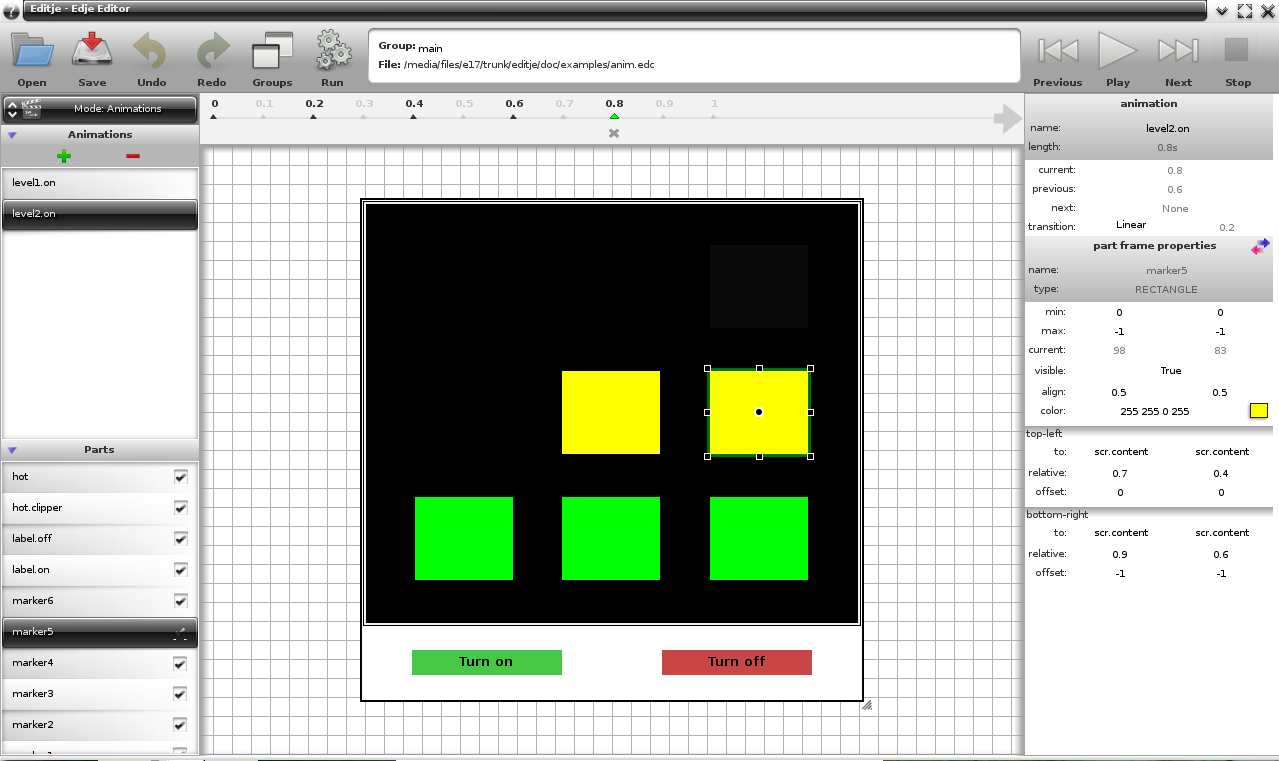 Editje - Edje Editor
Open Save Undo Redo Groups Run
Group: main
File: /media/files/e17/trunk/editje/doc/examples/anim.edc
Previous Play Next Stop
Mode: Animations
Animations
level1.on
level2.on
Parts
hot
hot.clipper
label.off
label.on
marker6
marker5
marker4
marker3
marker2
0 0.1 0.2 0.3 0.4 0.5 0.6 0.7 0.8 0.9 1
Turn on Turn off
animation
name: level2.on
length: 0.8s
current: 0.8
previous: 0.6
next: None
transition: Linear 0.2
part frame properties
name: marker5
type: RECTANGLE
min: 0 0
max: -1 -1
current: 98 83
visible: True
align: 0.5 0.5
color: 255 255 0 255
top-left
to: scr.content scr.content
relative: 0.7 0.4
offset: 0 0
bottom-right
to: scr.content scr.content
relative: 0.9 0.6
offset: -1 -1